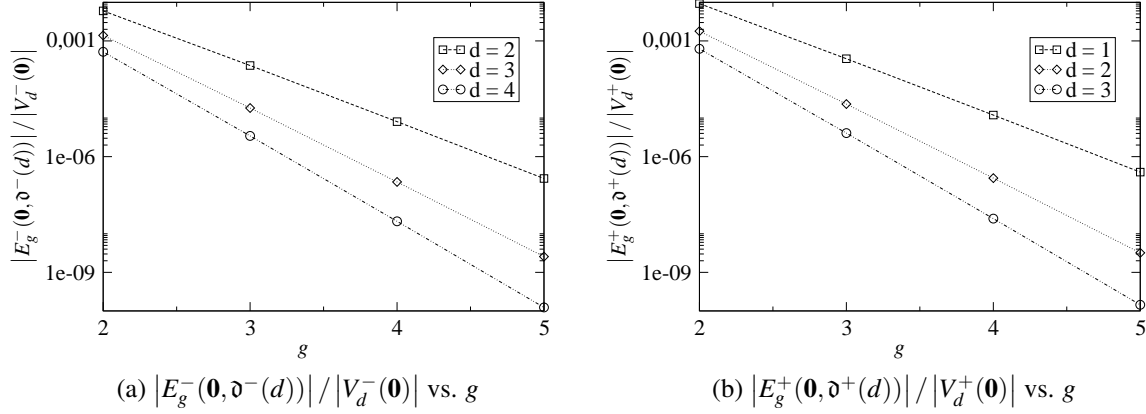 |E_g^-(𝟎, 𝔡^-(d))| / |V_d^-(𝟎)|
0,001
1e-06
1e-09
2 3 4 5
g
d = 2
d = 3
d = 4
(a) |E_g^-(𝟎, 𝔡^-(d))| / |V_d^-(𝟎)| vs. g
|E_g^+(𝟎, 𝔡^+(d))| / |V_d^+(𝟎)|
0,001
1e-06
1e-09
2 3 4 5
g
d = 1
d = 2
d = 3
(b) |E_g^+(𝟎, 𝔡^+(d))| / |V_d^+(𝟎)| vs. g